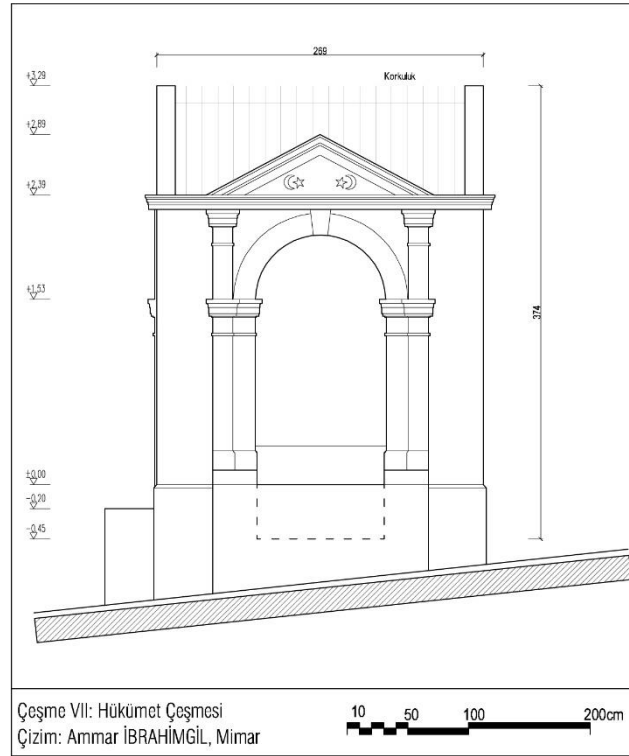 269
Korkuluk
+3,29
+2,89
+2,39
+1,53
374
±0,00
-0,20
-0,45
Çeşme VII: Hükümet Çeşmesi
Çizim: Ammar İBRAHİMGİL, Mimar
10 50 100 200cm